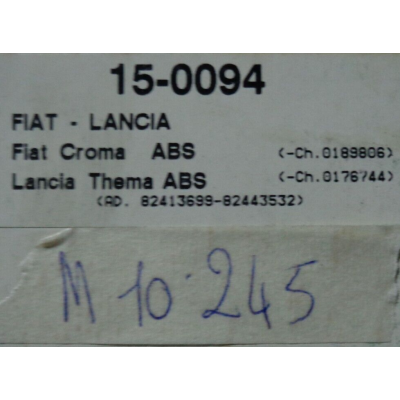 15-0094
FIAT - LANCIA
Fiat Croma ABS (-Ch.0189806)
Lancia Thema ABS (-Ch.0176744)
(AD. 82413699-82443532)
M 10-245